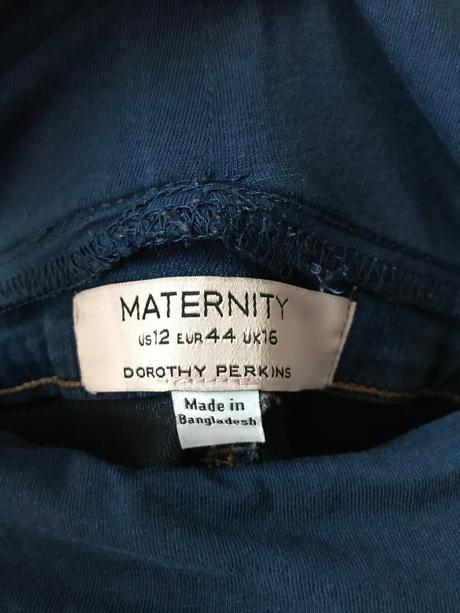 MATERNITY
US12 EUR44 UK16
DOROTHY PERKINS
Made in
Bangladesh